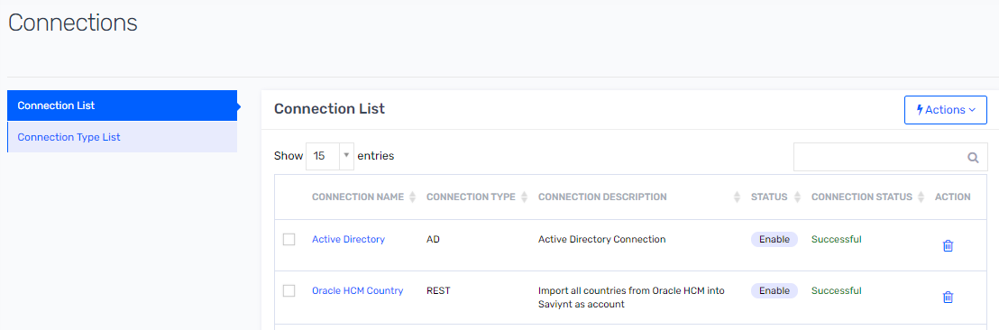 Connections
Connection List
Connection Type List
Connection List
Actions
Show 15 entries
CONNECTION NAME CONNECTION TYPE CONNECTION DESCRIPTION STATUS CONNECTION STATUS ACTION
Active Directory AD Active Directory Connection Enable Successful
Oracle HCM Country REST Import all countries from Oracle HCM into Enable Successful
Saviynt as account